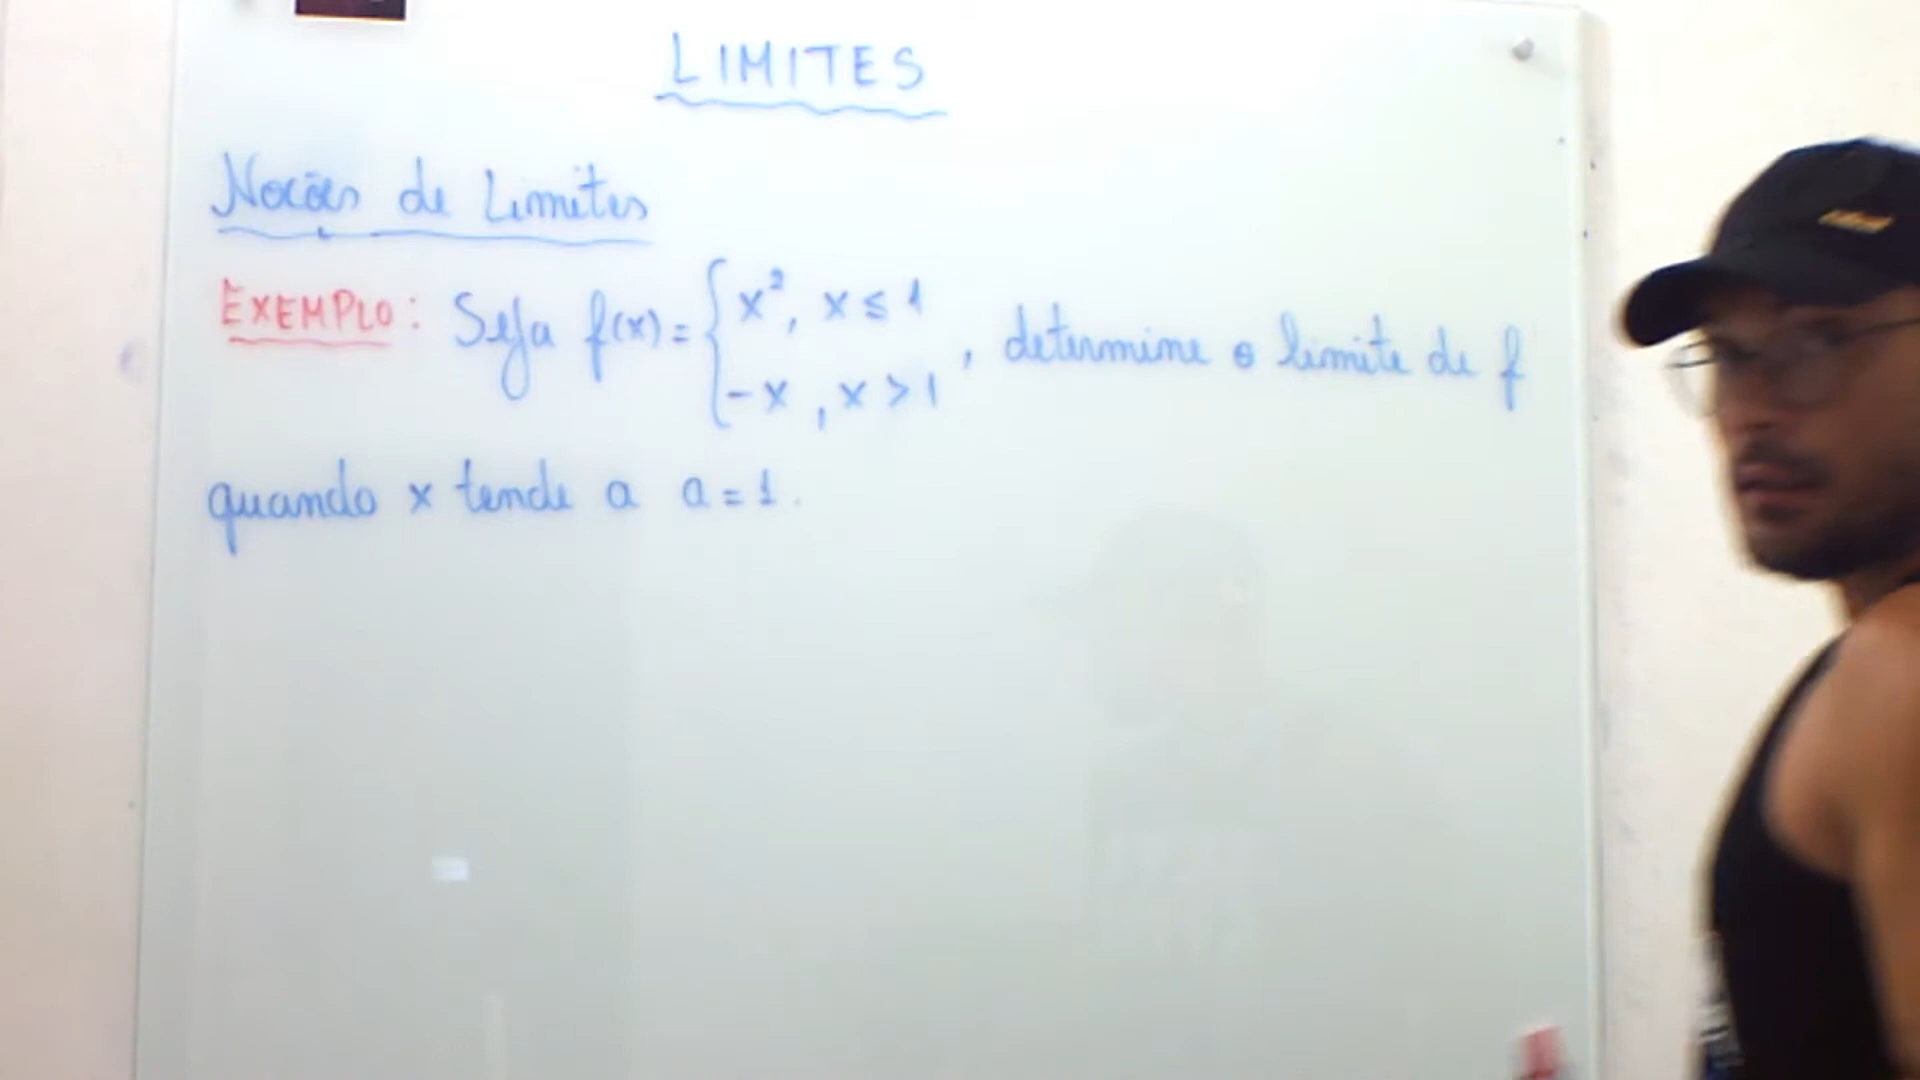 LIMITES
Noções de Limites
EXEMPLO: Seja f(x) = { x², x ≤ 1
-x, x > 1 , determine o limite de f
quando x tende a a = 1.